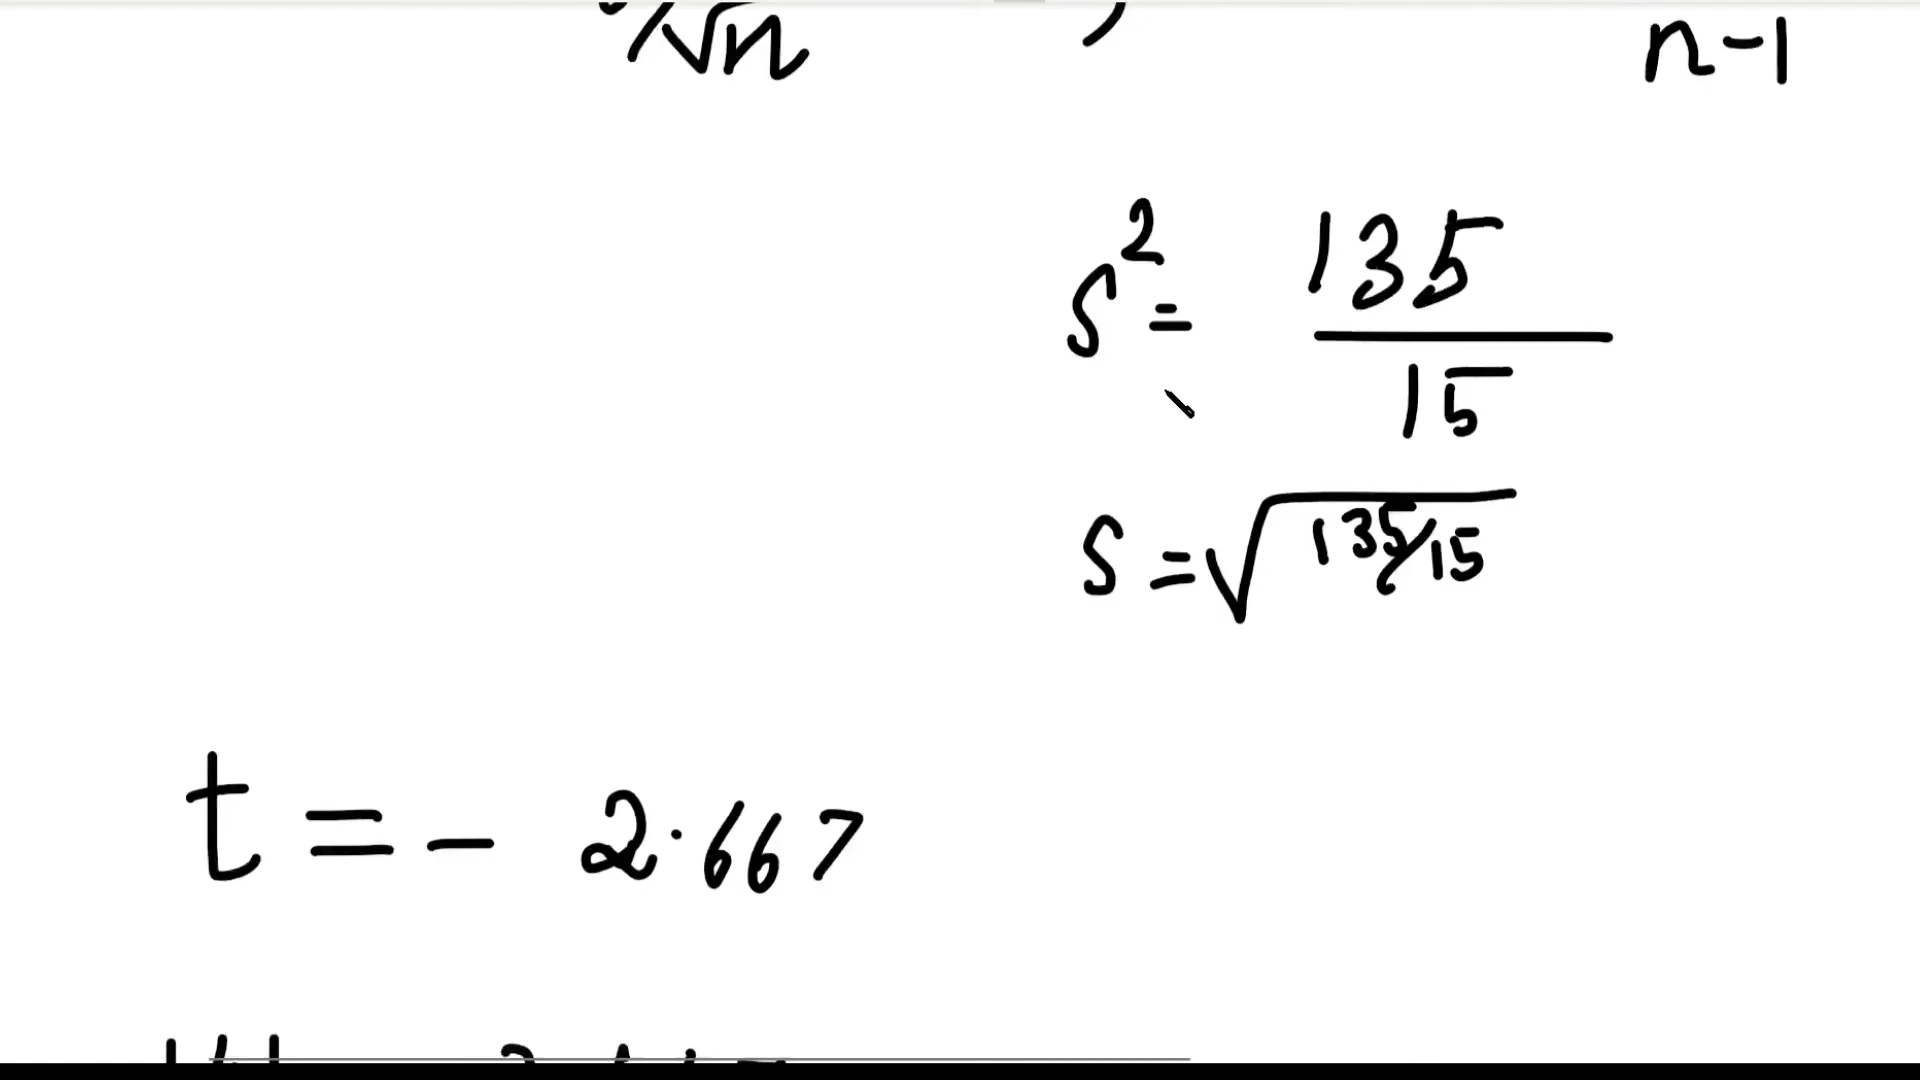 /√n n-1
s² = 135
15
s = √135/15
t = - 2.667